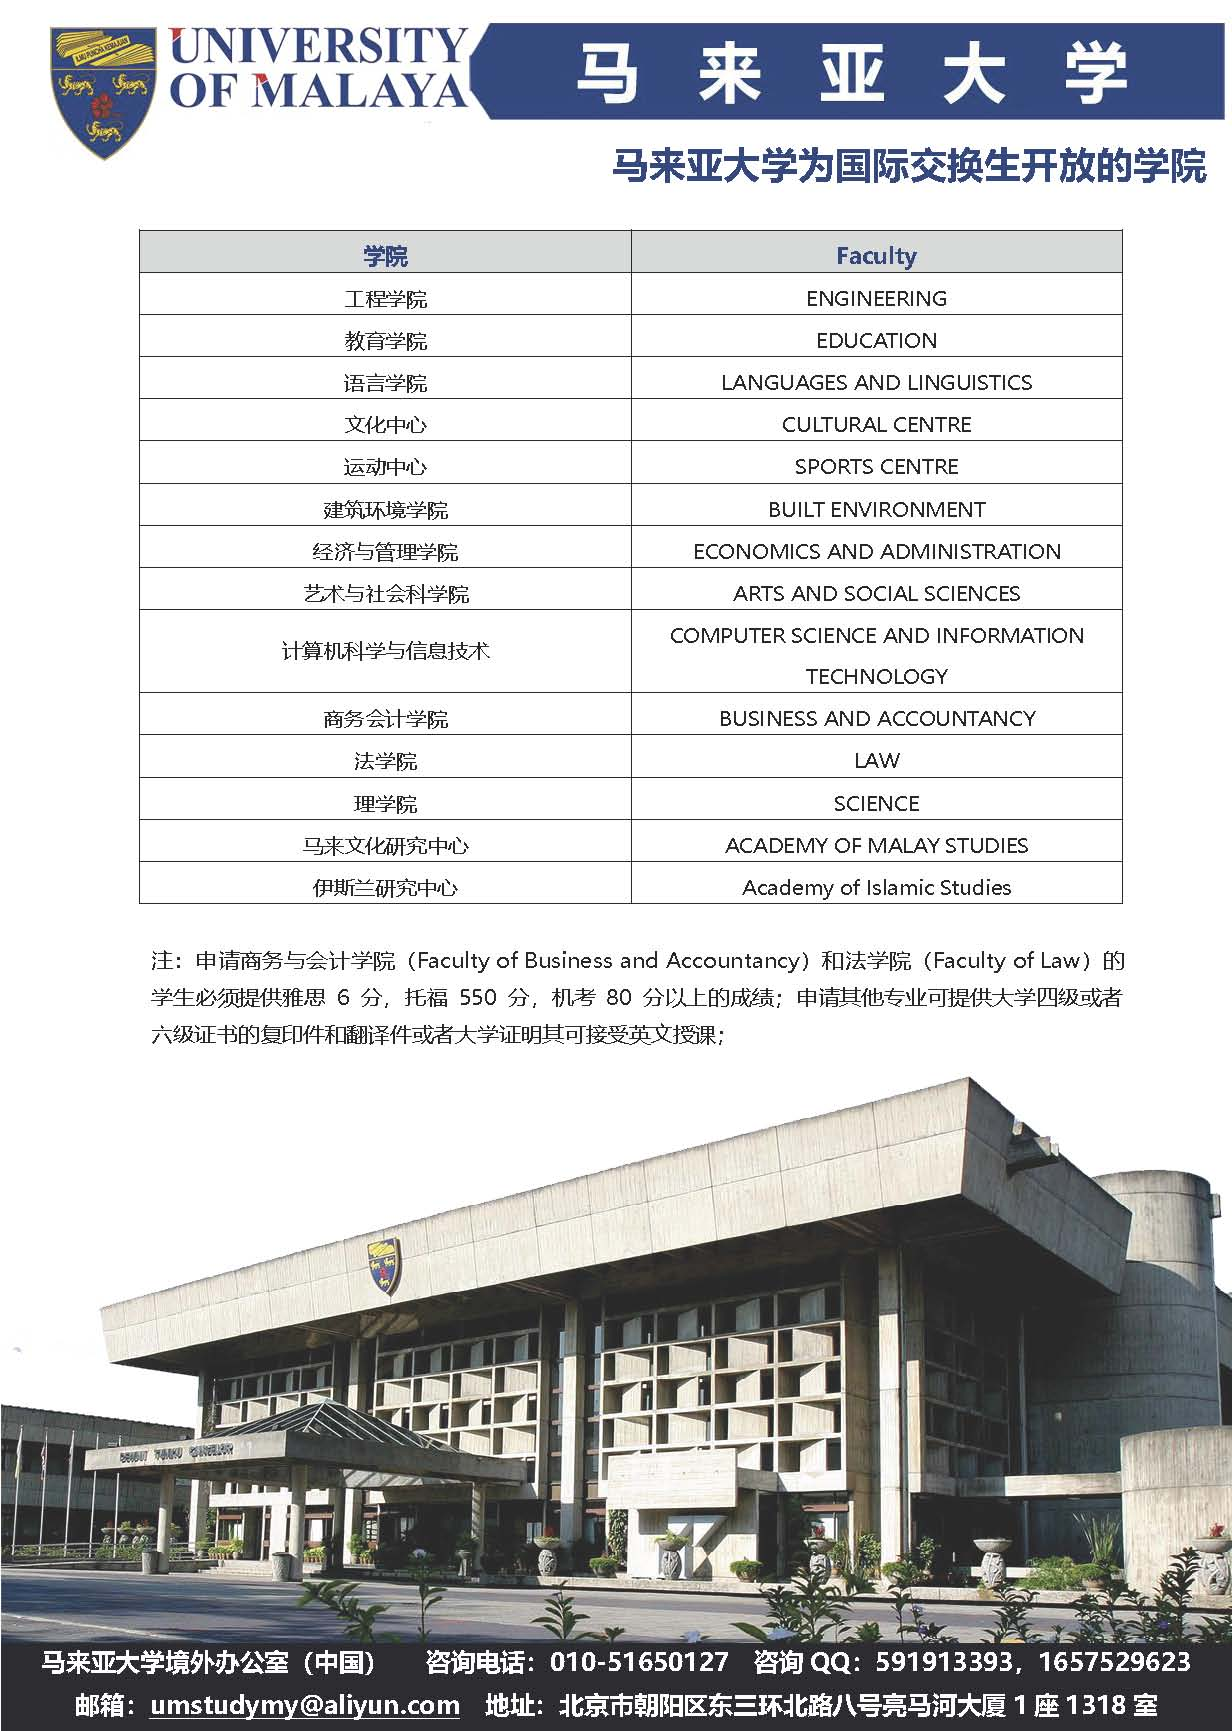 UNIVERSITY
OF MALAYA
马来亚大学
马来亚大学为国际交换生开放的学院
学院 Faculty
工程学院 ENGINEERING
教育学院 EDUCATION
语言学院 LANGUAGES AND LINGUISTICS
文化中心 CULTURAL CENTRE
运动中心 SPORTS CENTRE
建筑环境学院 BUILT ENVIRONMENT
经济与管理学院 ECONOMICS AND ADMINISTRATION
艺术与社会科学院 ARTS AND SOCIAL SCIENCES
计算机科学与信息技术 COMPUTER SCIENCE AND INFORMATION
TECHNOLOGY
商务会计学院 BUSINESS AND ACCOUNTANCY
法学院 LAW
理学院 SCIENCE
马来文化研究中心 ACADEMY OF MALAY STUDIES
伊斯兰研究中心 Academy of Islamic Studies
注：申请商务与会计学院（Faculty of Business and Accountancy）和法学院（Faculty of Law）的
学生必须提供雅思 6 分，托福 550 分，机考 80 分以上的成绩；申请其他专业可提供大学四级或者
六级证书的复印件和翻译件或者大学证明其可接受英文授课；
马来亚大学境外办公室（中国） 咨询电话：010-51650127 咨询QQ：591913393，1657529623
邮箱：umstudymy@aliyun.com 地址：北京市朝阳区东三环北路八号亮马河大厦1座1318室